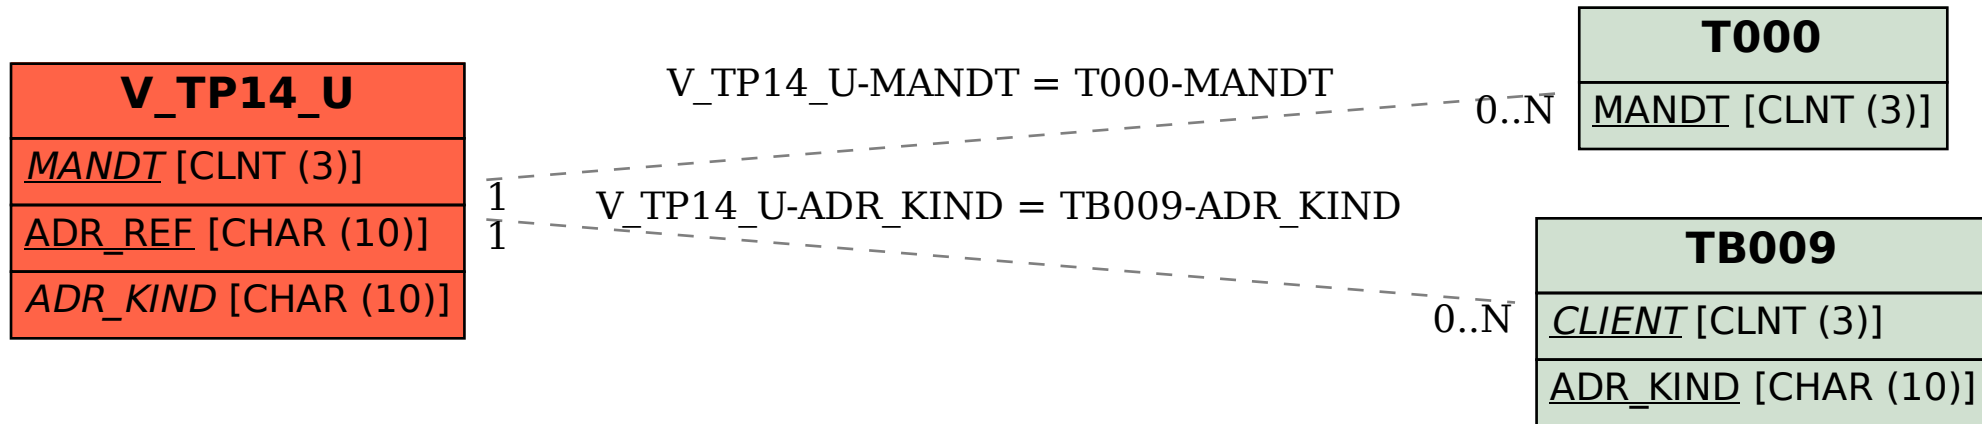 V_TP14_U
MANDT [CLNT (3)]
ADR_REF [CHAR (10)]
ADR_KIND [CHAR (10)]
V_TP14_U-MANDT = T000-MANDT
1
0..N
V_TP14_U-ADR_KIND = TB009-ADR_KIND
1
0..N
T000
MANDT [CLNT (3)]
TB009
CLIENT [CLNT (3)]
ADR_KIND [CHAR (10)]